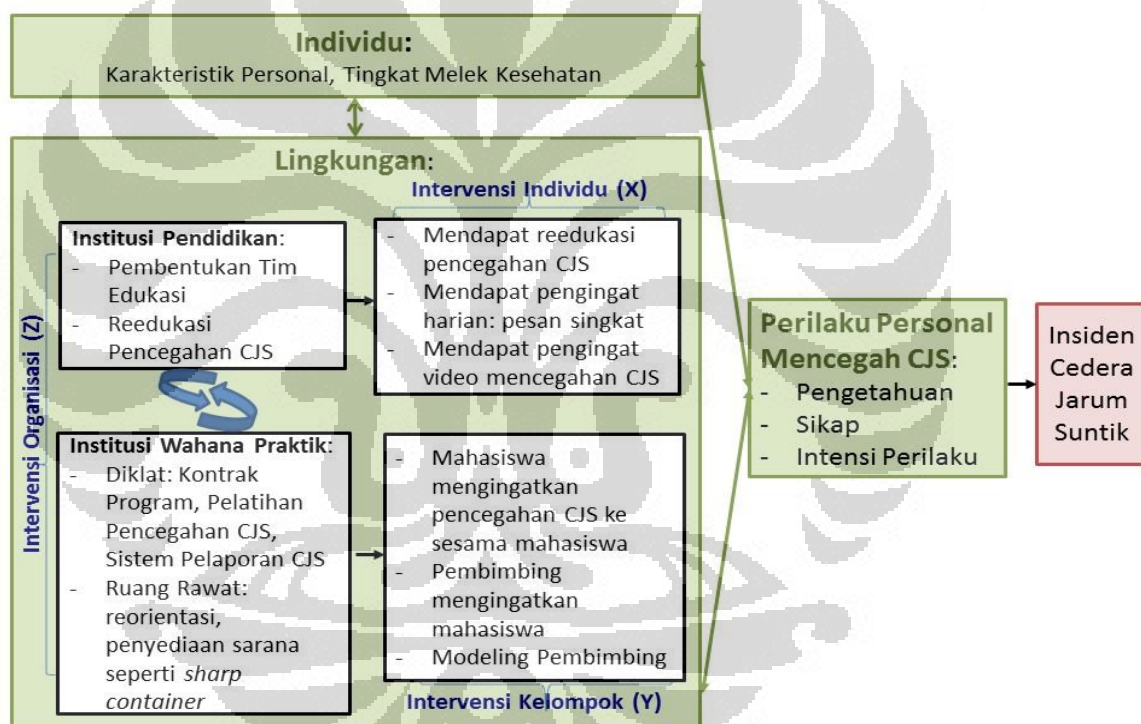 Individu:
Karakteristik Personal, Tingkat Melek Kesehatan
Lingkungan:
Intervensi Individu (X)
Intervensi Organisasi (Z)
Institusi Pendidikan:
- Pembentukan Tim
Edukasi
- Reedukasi
Pencegahan CJS
- Mendapat reedukasi
pencegahan CJS
- Mendapat pengingat
harian: pesan singkat
- Mendapat pengingat
video mencegahan CJS
Institusi Wahana Praktik:
- Diklat: Kontrak
Program, Pelatihan
Pencegahan CJS,
Sistem Pelaporan CJS
- Ruang Rawat:
reorientasi,
penyediaan sarana
seperti sharp
container
- Mahasiswa
mengingatkan
pencegahan CJS ke
sesama mahasiswa
- Pembimbing
mengingatkan
mahasiswa
- Modeling Pembimbing
Intervensi Kelompok (Y)
Perilaku Personal
Mencegah CJS:
- Pengetahuan
- Sikap
- Intensi Perilaku
Insiden
Cedera
Jarum
Suntik